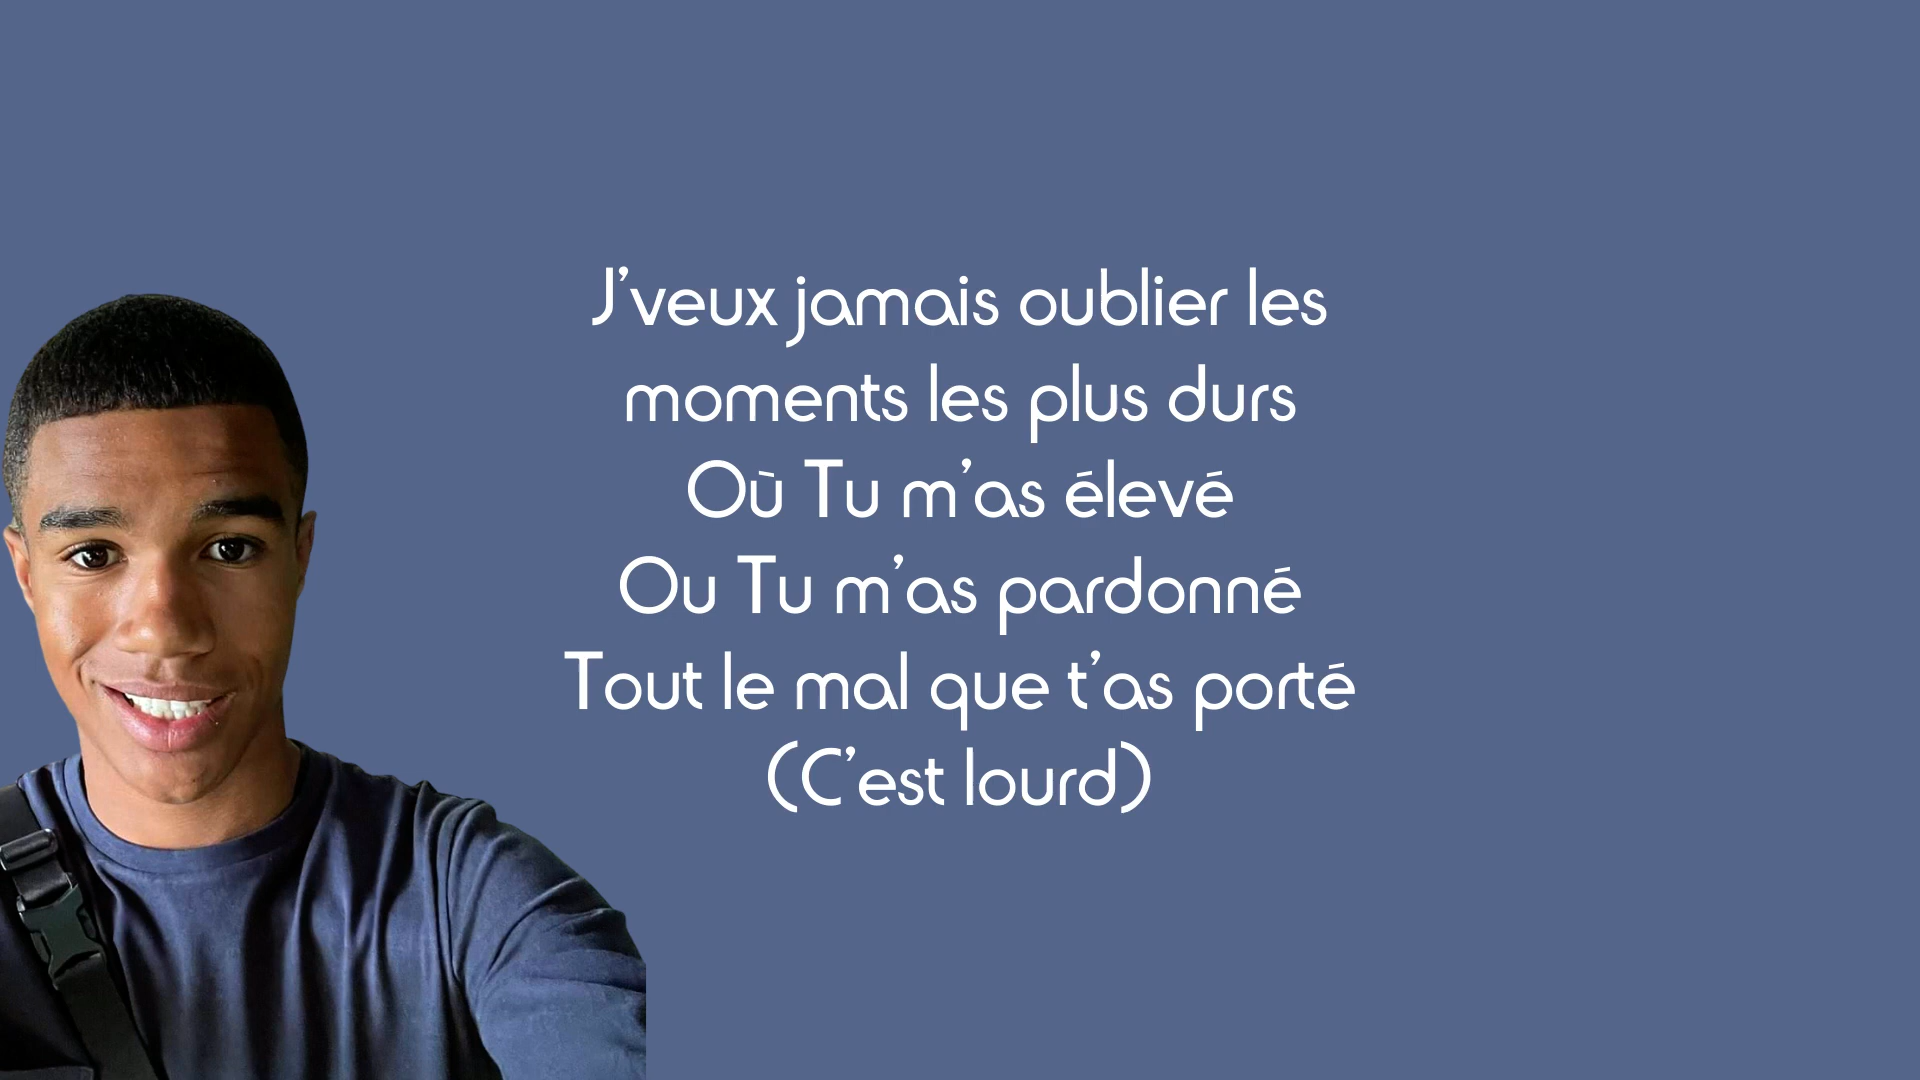 J’veux jamais oublier les
moments les plus durs
Où Tu m’as élevé
Ou Tu m’as pardonné
Tout le mal que t’as porté
(C’est lourd)